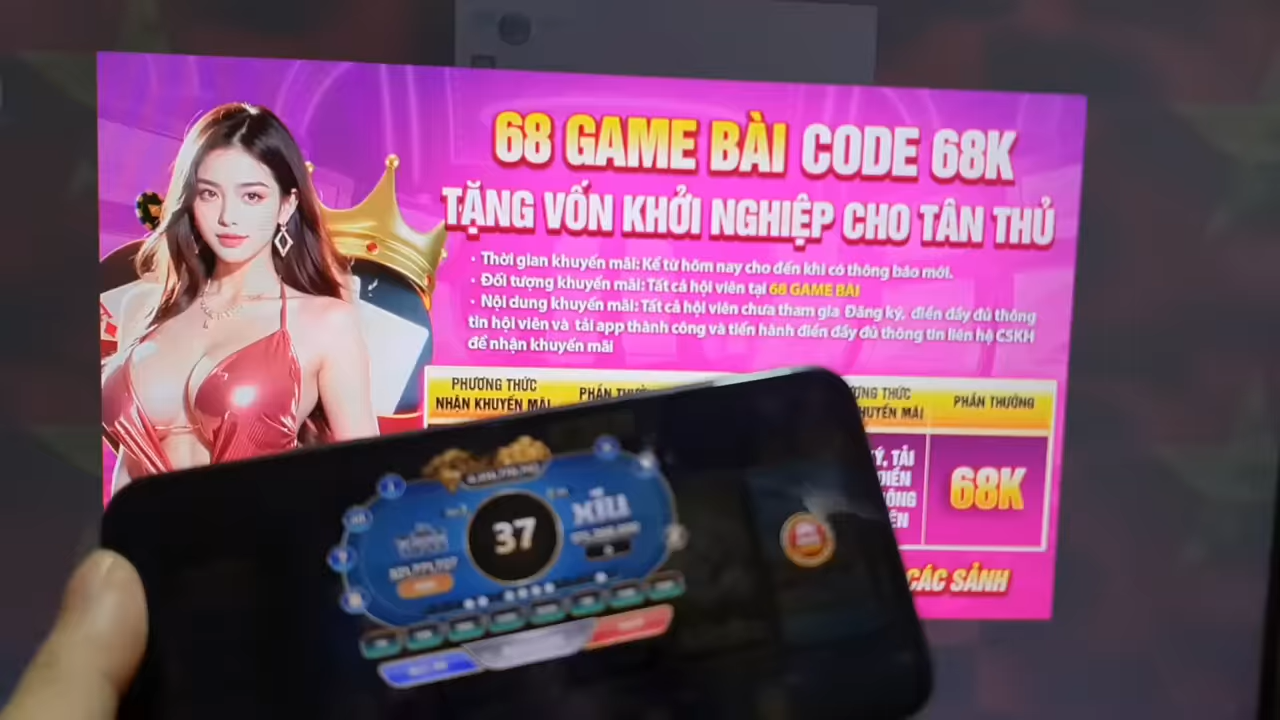 68 GAME BÀI CODE 68K
TẶNG VỐN KHỞI NGHIỆP CHO TÂN THỦ
• Thời gian khuyến mãi: Kể từ hôm nay cho đến khi có thông báo mới.
• Đối tượng khuyến mãi: Tất cả hội viên tại 68 GAME BÀI
• Nội dung khuyến mãi: Tất cả hội viên chưa tham gia Đăng ký, điền đầy đủ thông
tin hội viên và tải app thành công và tiến hành điền đầy đủ thông tin liên hệ CSKH
để nhận khuyến mãi
PHƯƠNG THỨC
NHẬN KHUYẾN MÃI
PHẦN
THỨC
MÃI
PHẦN THƯỞNG
TẢI
68K
CÁC SẢNH
37
XỈU